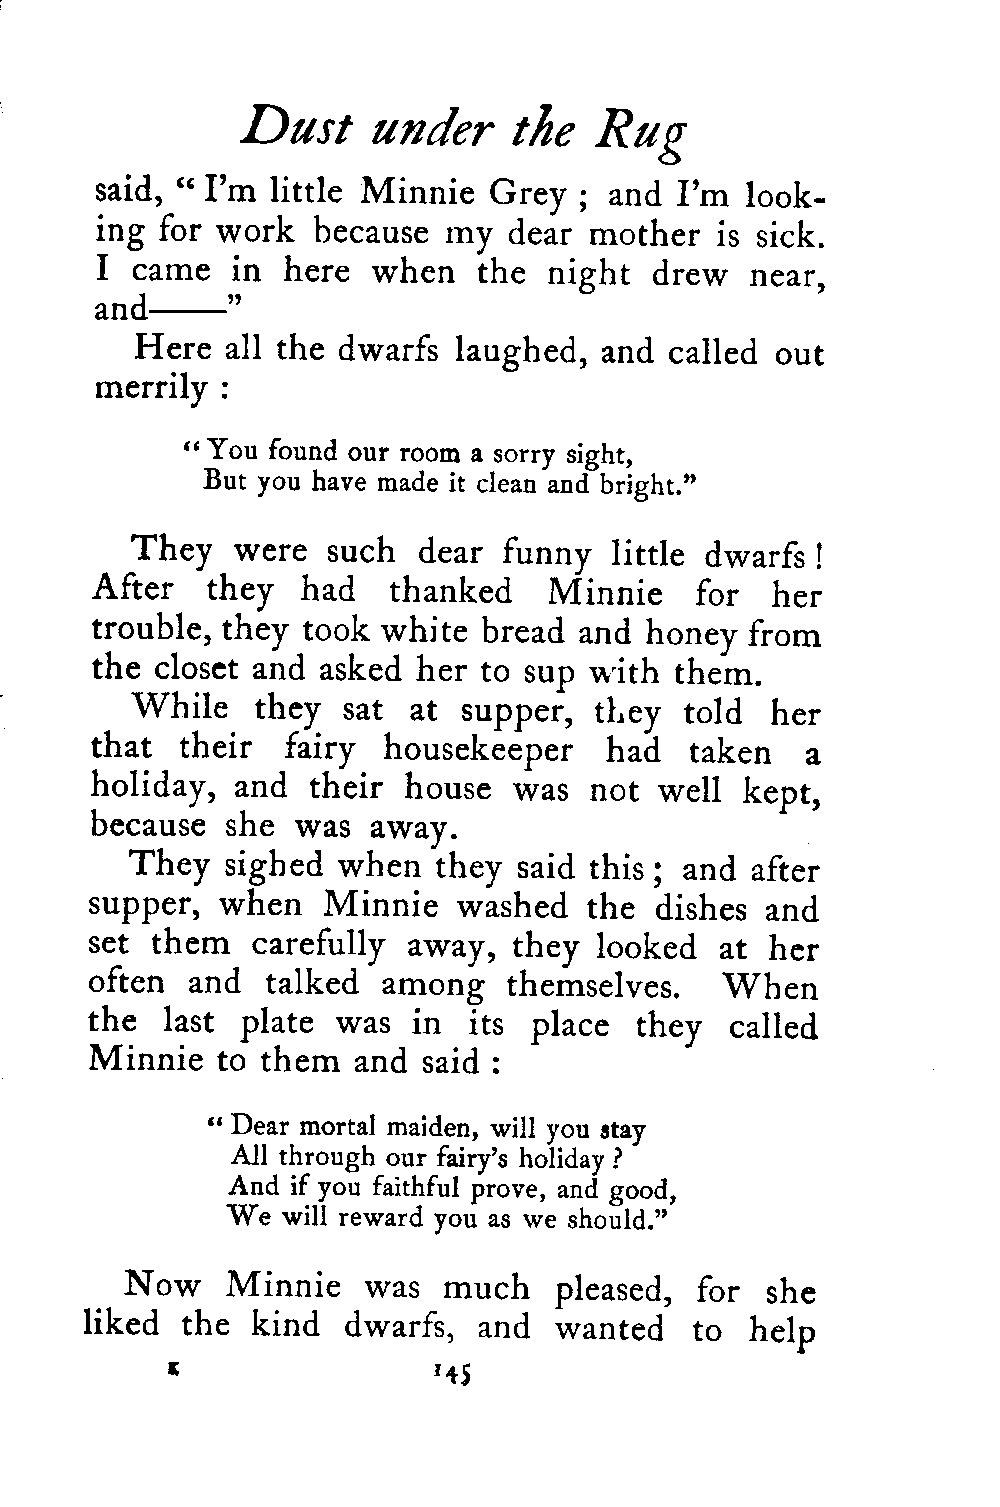 Dust under the Rug
said, “ I’m little Minnie Grey ; and I’m look-
ing for work because my dear mother is sick.
I came in here when the night drew near,
and——”
Here all the dwarfs laughed, and called out
merrily :
“ You found our room a sorry sight,
But you have made it clean and bright.”
They were such dear funny little dwarfs !
After they had thanked Minnie for her
trouble, they took white bread and honey from
the closet and asked her to sup with them.
While they sat at supper, they told her
that their fairy housekeeper had taken a
holiday, and their house was not well kept,
because she was away.
They sighed when they said this ; and after
supper, when Minnie washed the dishes and
set them carefully away, they looked at her
often and talked among themselves. When
the last plate was in its place they called
Minnie to them and said :
“ Dear mortal maiden, will you stay
All through our fairy’s holiday ?
And if you faithful prove, and good,
We will reward you as we should.”
Now Minnie was much pleased, for she
liked the kind dwarfs, and wanted to help
K 145